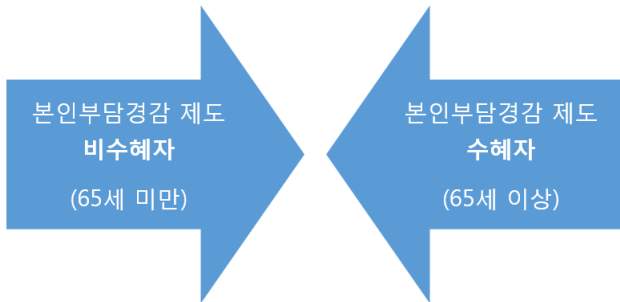 본인부담경감 제도
비수혜자
(65세 미만)
본인부담경감 제도
수혜자
(65세 이상)